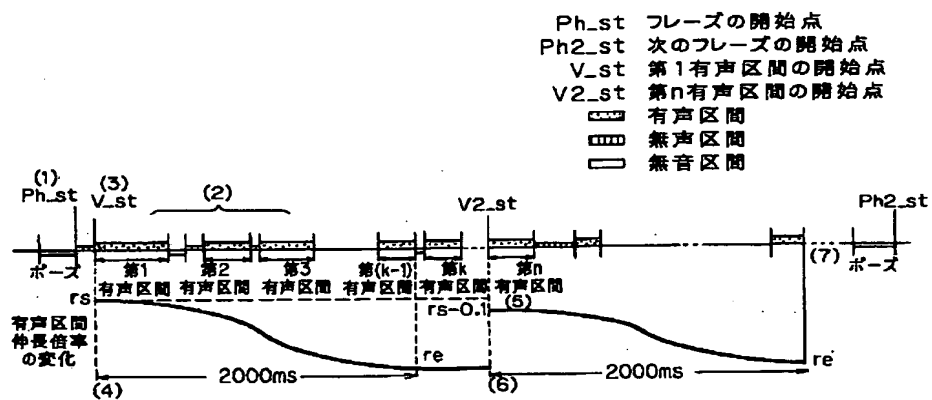 Ph_st フレーズの開始点
Ph2_st 次のフレーズの開始点
V_st 第1有声区間の開始点
V2_st 第n有声区間の開始点
有声区間
無声区間
無音区間
(1) (3) (2)
Ph_st V_st V2_st Ph2_st
(7)
ポーズ 第1 第2 第3 第(k-1) 第k 第n ポーズ
有声区間 有声区間 有声区間 有声区間 有声区間 有声区間
rs rs-0.1 (5)
有声区間
伸長倍率
の変化
re re'
2000ms 2000ms
(4) (6)